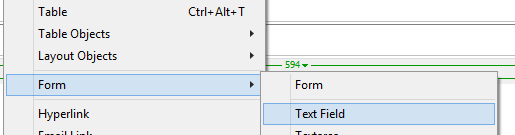 Table Ctrl+Alt+T
Table Objects
Layout Objects
594
Form
Form
Hyperlink
Text Field